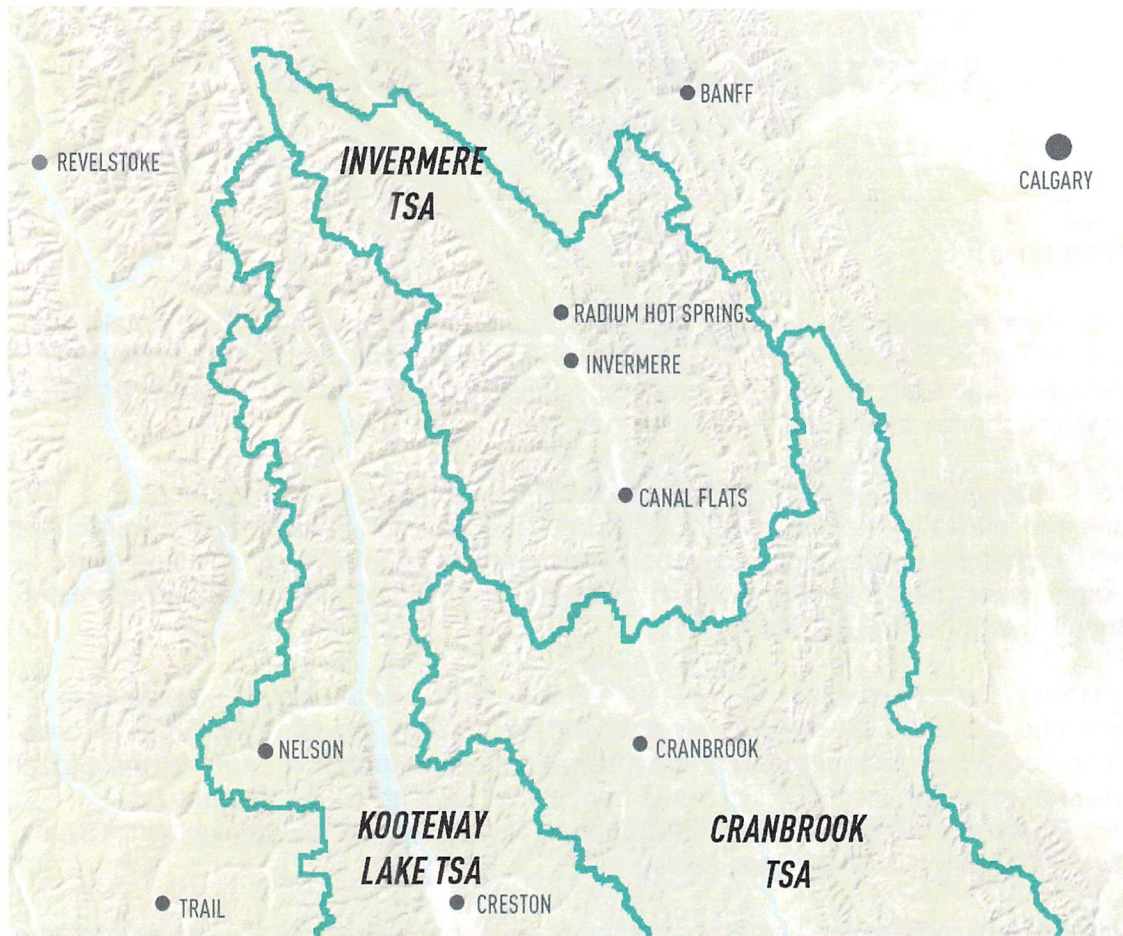 BANFF
REVELSTOKE
INVERMERE
TSA
CALGARY
RADIUM HOT SPRINGS
INVERMERE
CANAL FLATS
NELSON
CRANBROOK
KOOTENAY
LAKE TSA
CRANBROOK
TSA
TRAIL
CRESTON